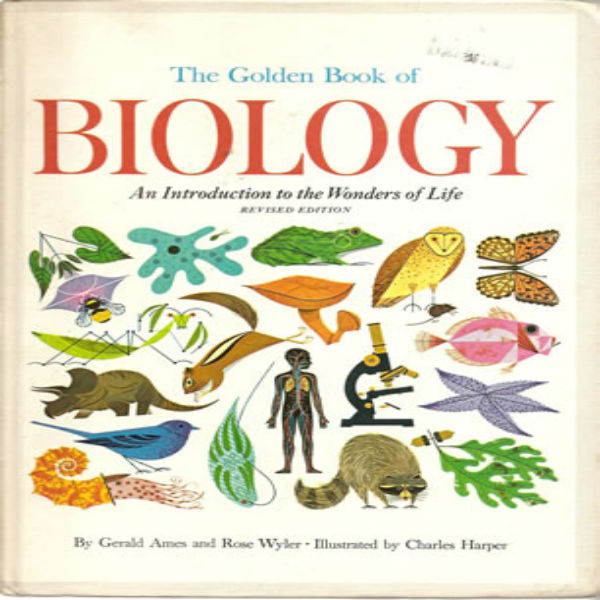 The Golden Book of
BIOLOGY
An Introduction to the Wonders of Life
REVISED EDITION
By Gerald Ames and Rose Wyler · Illustrated by Charles Harper